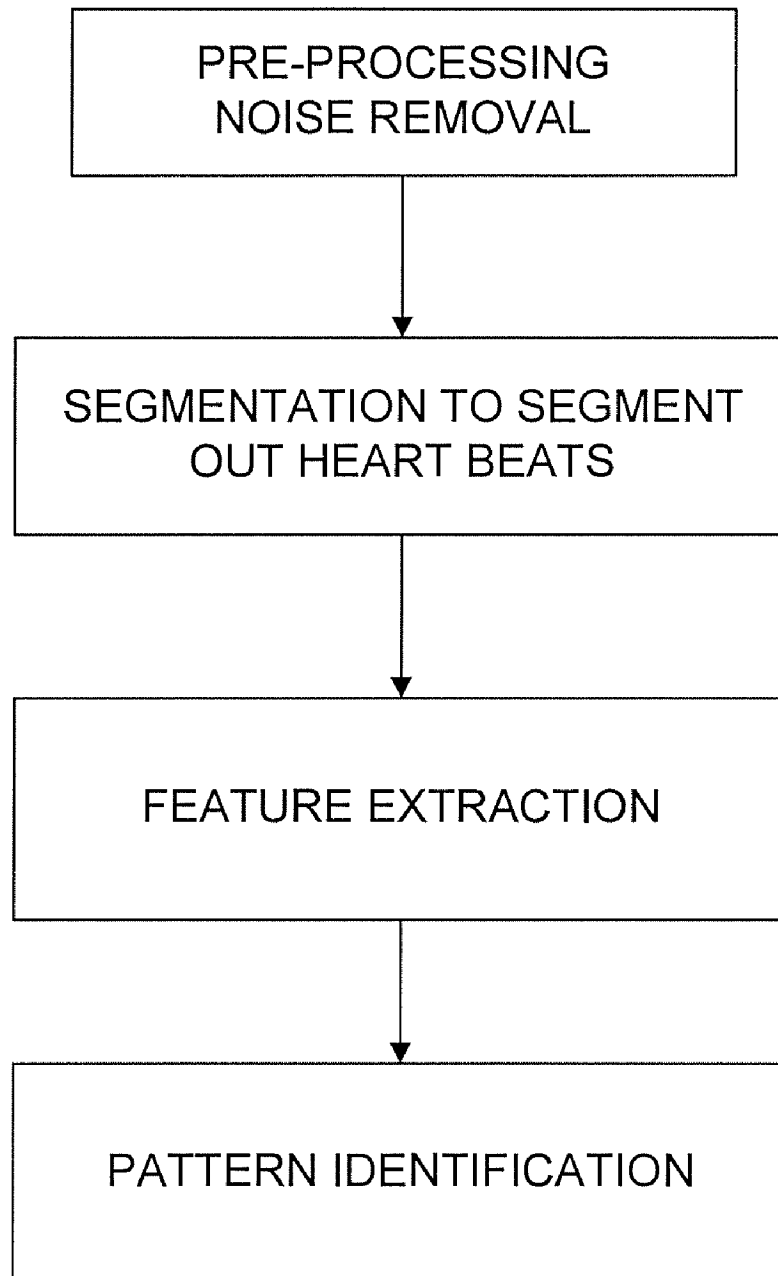 PRE-PROCESSING
NOISE REMOVAL
SEGMENTATION TO SEGMENT
OUT HEART BEATS
FEATURE EXTRACTION
PATTERN IDENTIFICATION